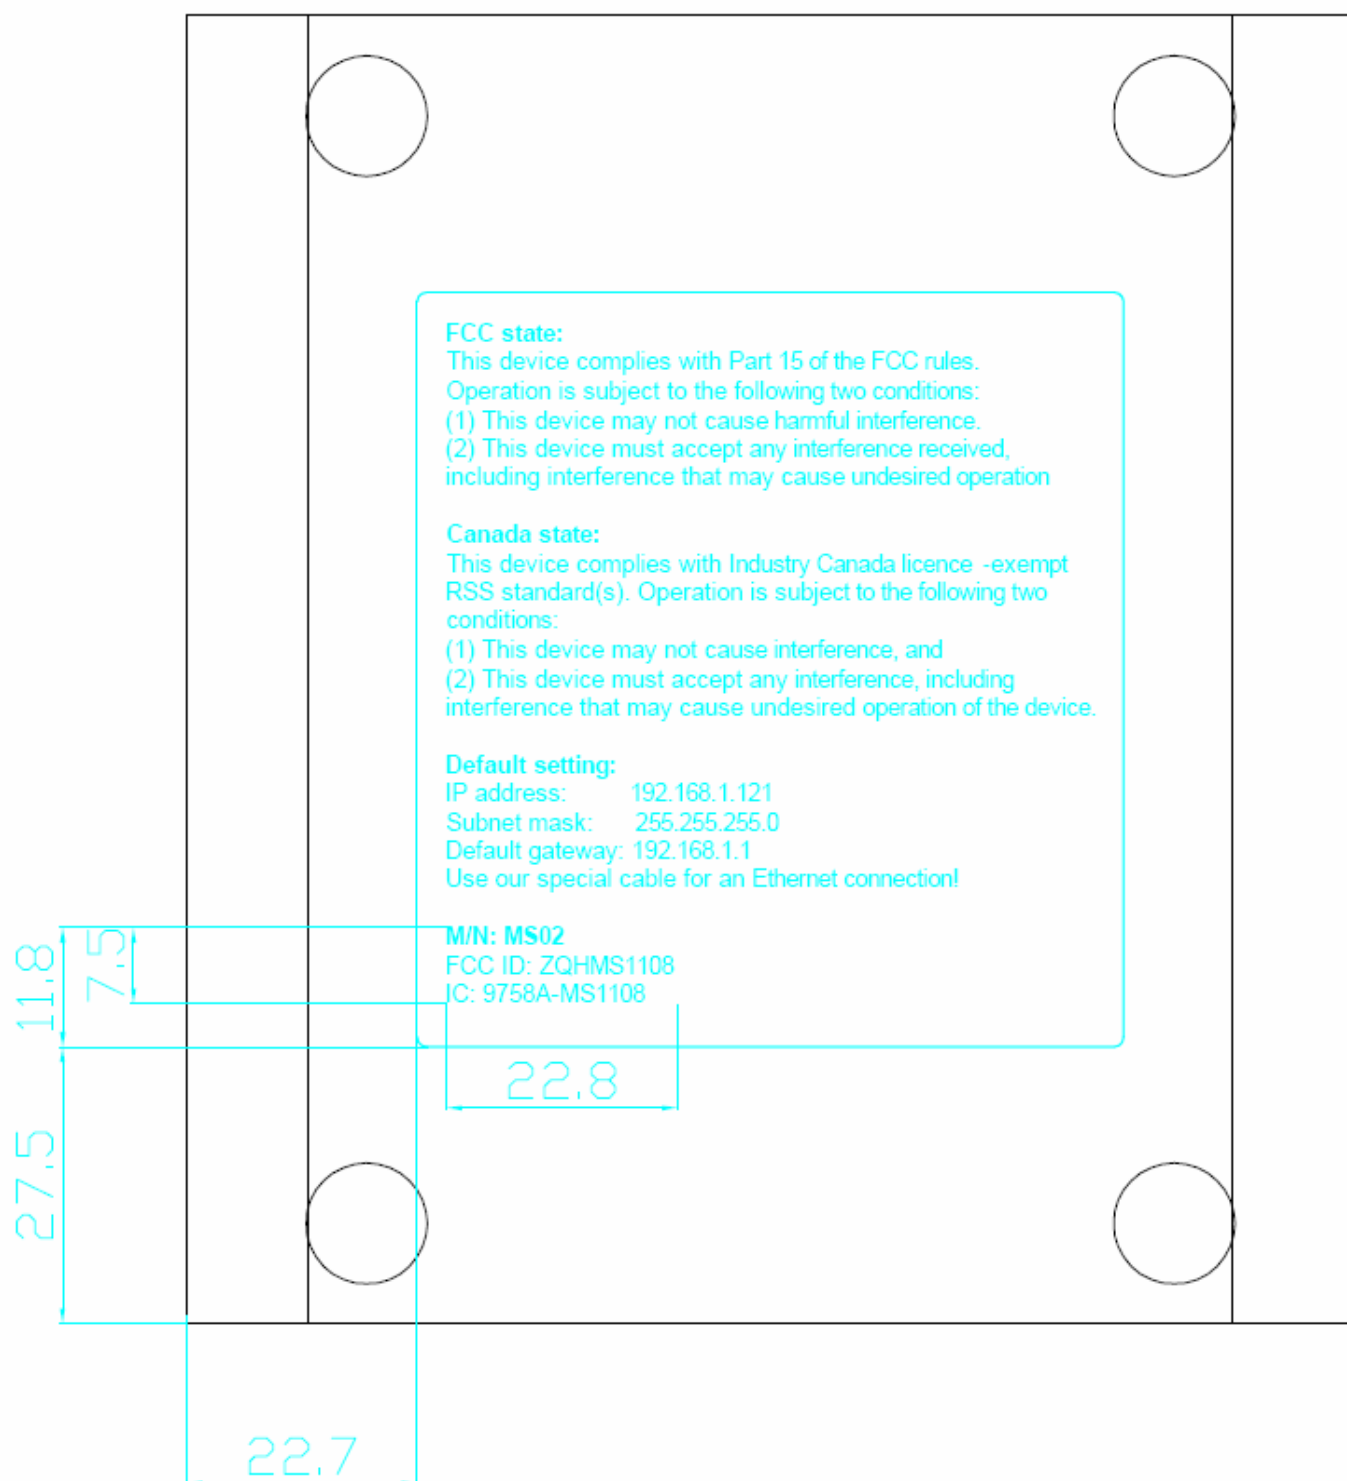 FCC state:
This device complies with Part 15 of the FCC rules.
Operation is subject to the following two conditions:
(1) This device may not cause harmful interference.
(2) This device must accept any interference received,
including interference that may cause undesired operation
Canada state:
This device complies with Industry Canada licence -exempt
RSS standard(s). Operation is subject to the following two
conditions:
(1) This device may not cause interference, and
(2) This device must accept any interference, including
interference that may cause undesired operation of the device.
Default setting:
IP address: 192.168.1.121
Subnet mask: 255.255.255.0
Default gateway: 192.168.1.1
Use our special cable for an Ethernet connection!
M/N: MS02
FCC ID: ZQHMS1108
IC: 9758A-MS1108
11.8
7.5
22.8
27.5
22.7